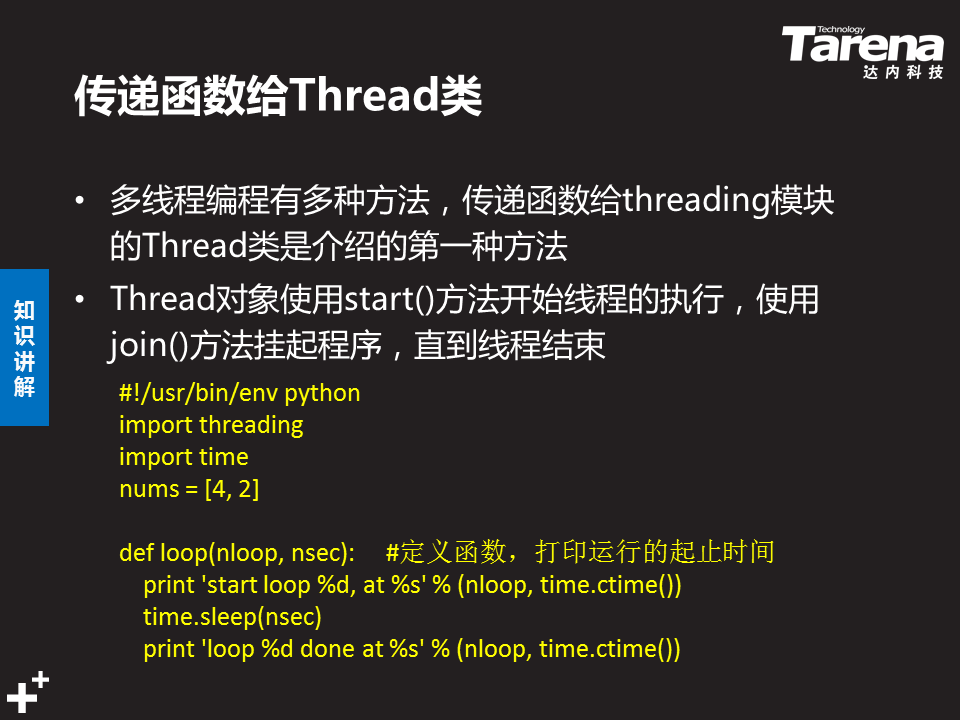 Technology
Tarena
达内科技
传递函数给Thread类
• 多线程编程有多种方法，传递函数给threading模块
的Thread类是介绍的第一种方法
• Thread对象使用start()方法开始线程的执行，使用
join()方法挂起程序，直到线程结束
知
识
讲
解
#!/usr/bin/env python
import threading
import time
nums = [4, 2]
def loop(nloop, nsec): #定义函数，打印运行的起止时间
print 'start loop %d, at %s' % (nloop, time.ctime())
time.sleep(nsec)
print 'loop %d done at %s' % (nloop, time.ctime())